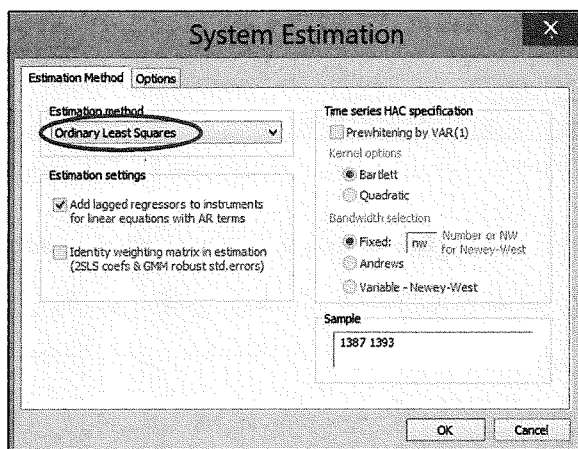 System Estimation
Estimation Method
Options
Estimation method
Ordinary Least Squares
Estimation settings
Add lagged regressors to instruments
for linear equations with AR terms
Identity weighting matrix in estimation
(2SLS coefs & GMM robust std.errors)
Time series HAC specification
Prewhitening by VAR(1)
Kernel options
Bartlett
Quadratic
Bandwidth selection
Fixed: nw Number or NW
for Newey-West
Andrews
Variable - Newey-West
Sample
1387 1393
OK
Cancel